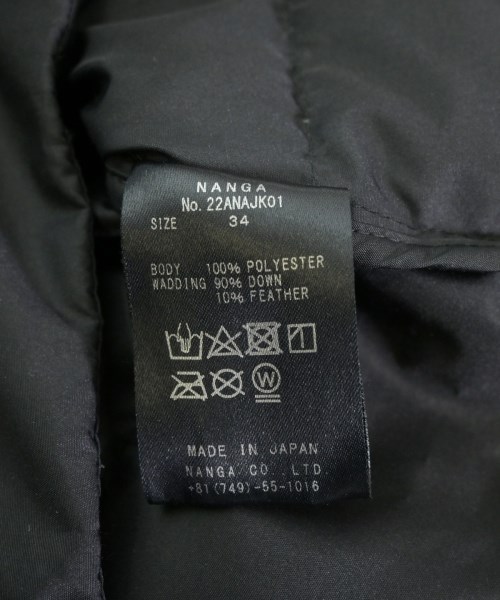 NANGA
No.22ANAJK01
SIZE 34
BODY 100% POLYESTER
WADDING 90% DOWN
10% FEATHER
W
MADE IN JAPAN
NANGA CO., LTD.
+81(749)-55-1016